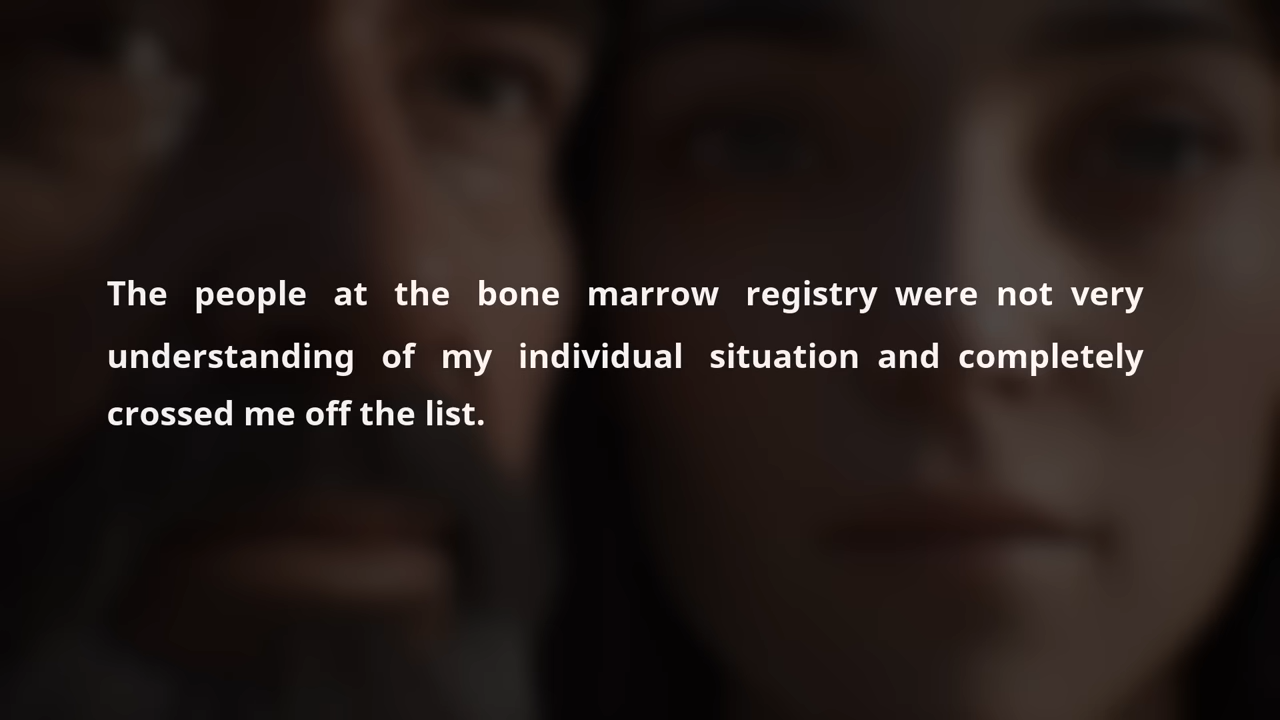 The people at the bone marrow registry were not very
understanding of my individual situation and completely
crossed me off the list.